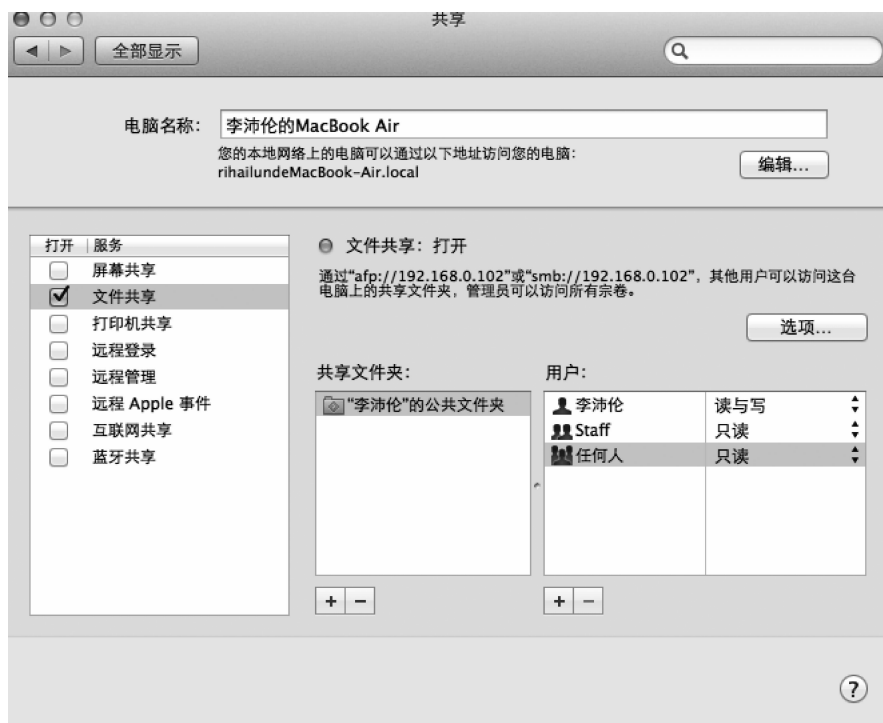 共享
全部显示
电脑名称：
李沛伦的MacBook Air
您的本地网络上的电脑可以通过以下地址访问您的电脑：
rihailundeMacBook-Air.local
编辑...
打开 服务
屏幕共享
文件共享
打印机共享
远程登录
远程管理
远程 Apple 事件
互联网共享
蓝牙共享
文件共享：打开
通过“afp://192.168.0.102”或“smb://192.168.0.102”，其他用户可以访问这台
电脑上的共享文件夹，管理员可以访问所有宗卷。
选项...
共享文件夹：
“李沛伦”的公共文件夹
用户：
李沛伦 读与写
Staff 只读
任何人 只读
+ −
+ −
?